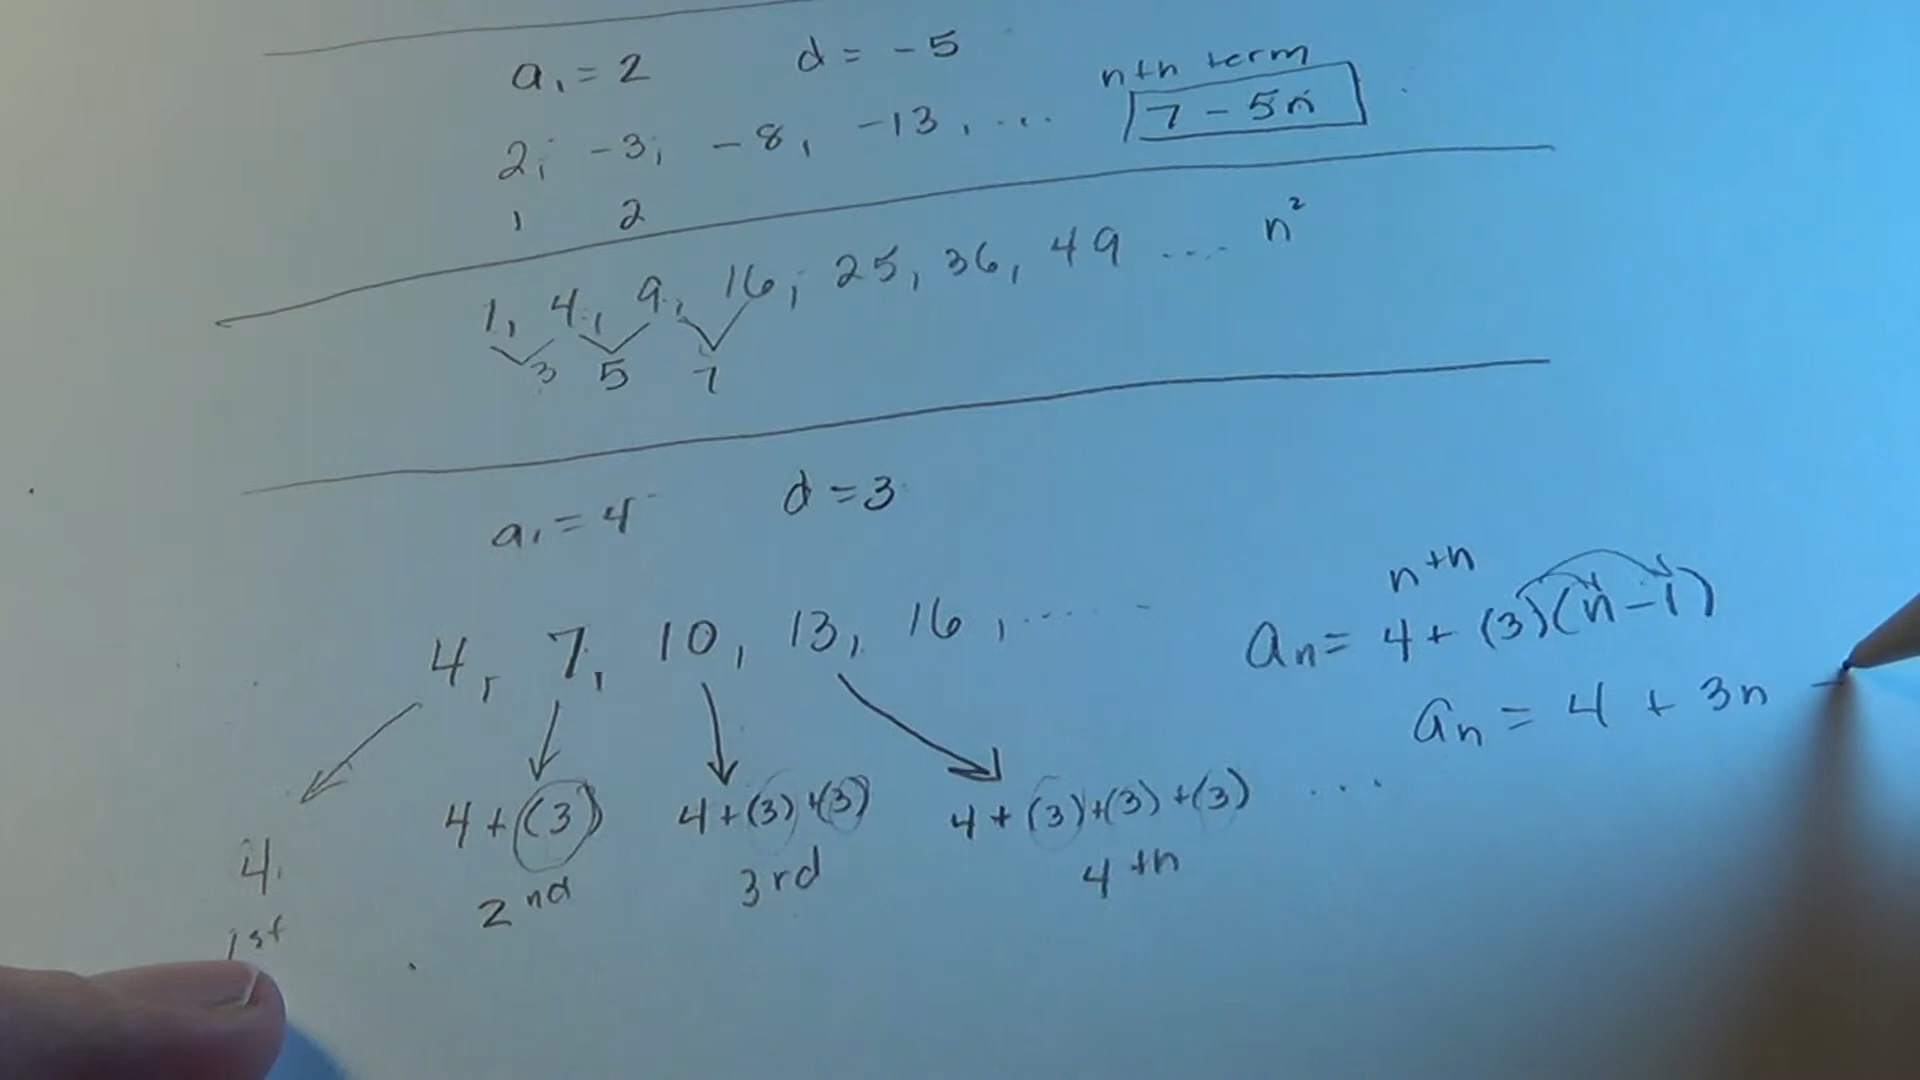 a₁ = 2 d = -5
nth term
2, -3, -8, -13, ... 7 - 5n
1 2
1, 4, 9, 16, 25, 36, 49 .... n²
3 5 7
a₁ = 4 d = 3
nth
4, 7, 10, 13, 16, ......
aₙ = 4 + (3)(n - 1)
aₙ = 4 + 3n -
4. 4 + (3) 4 + (3) + (3) 4 + (3) + (3) + (3) ...
1st 2nd 3rd 4th